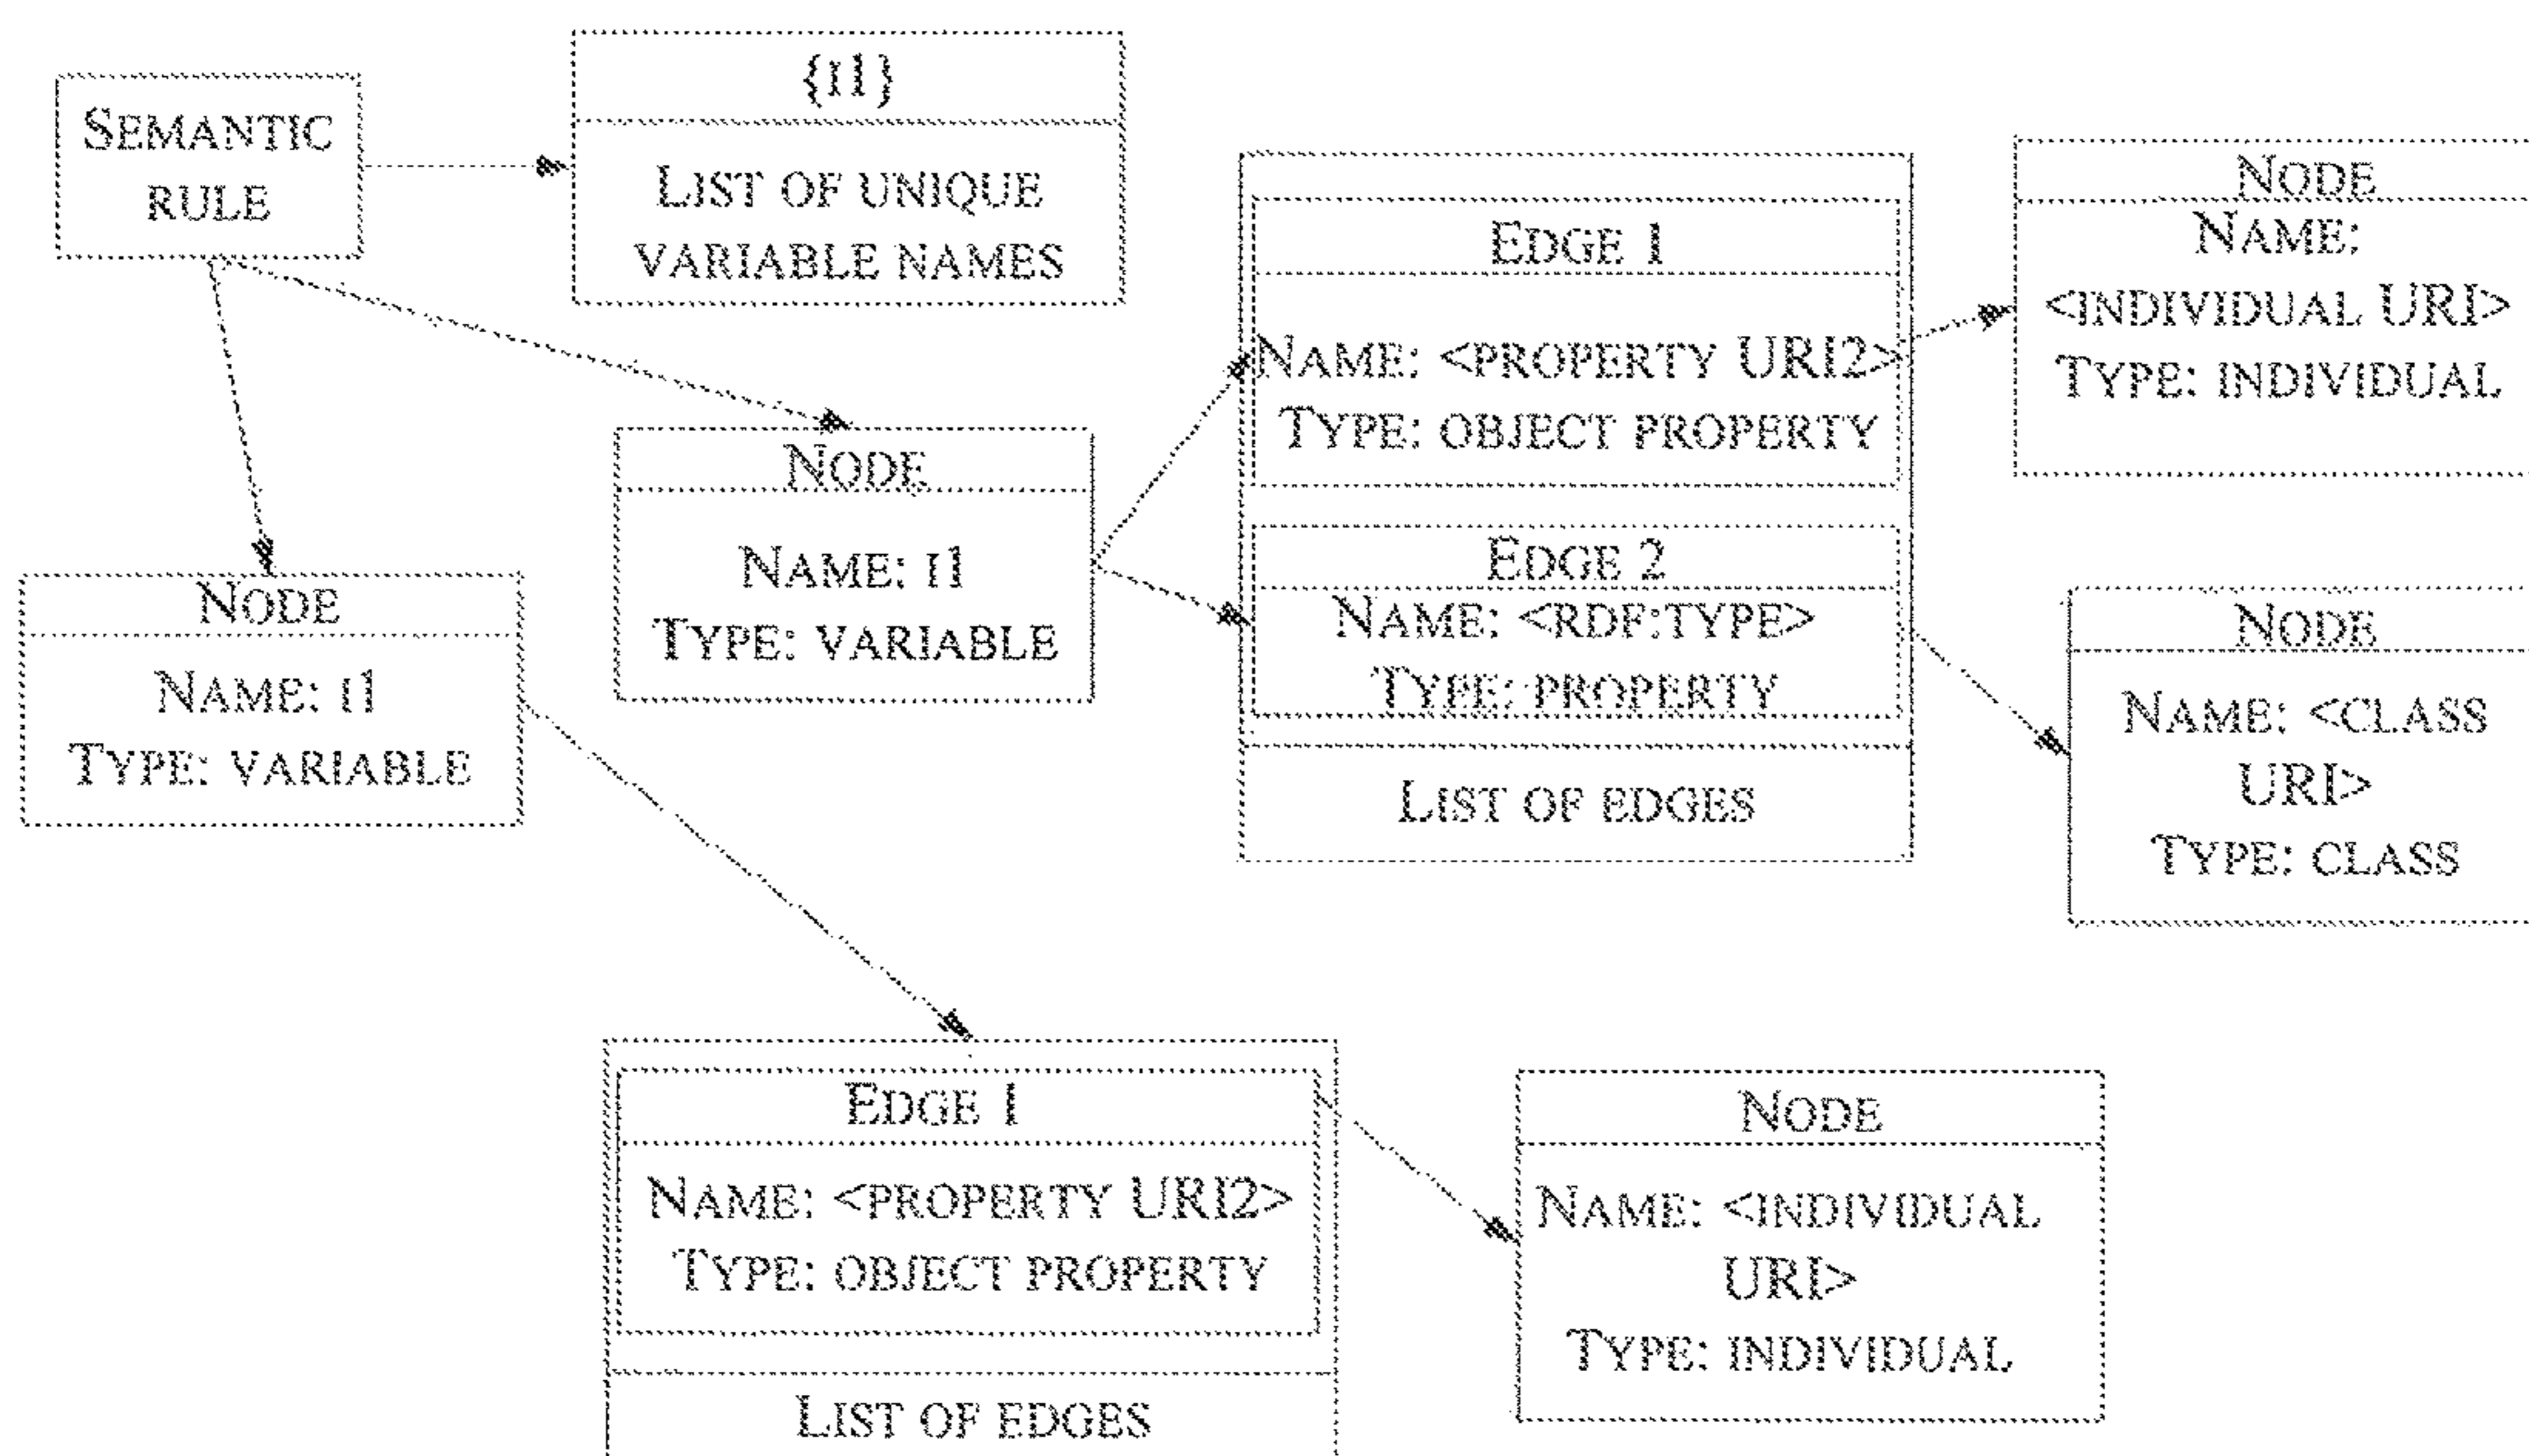 SEMANTIC
RULE
{I1}
LIST OF UNIQUE
VARIABLE NAMES
NODE
NAME: I1
TYPE: VARIABLE
EDGE 1
NAME: <PROPERTY URI2>
TYPE: OBJECT PROPERTY
EDGE 2
NAME: <RDF:TYPE>
TYPE: PROPERTY
LIST OF EDGES
NODE
NAME:
<INDIVIDUAL URI>
TYPE: INDIVIDUAL
NODE
NAME: <CLASS
URI>
TYPE: CLASS
NODE
NAME: I1
TYPE: VARIABLE
EDGE 1
NAME: <PROPERTY URI2>
TYPE: OBJECT PROPERTY
LIST OF EDGES
NODE
NAME: <INDIVIDUAL
URI>
TYPE: INDIVIDUAL